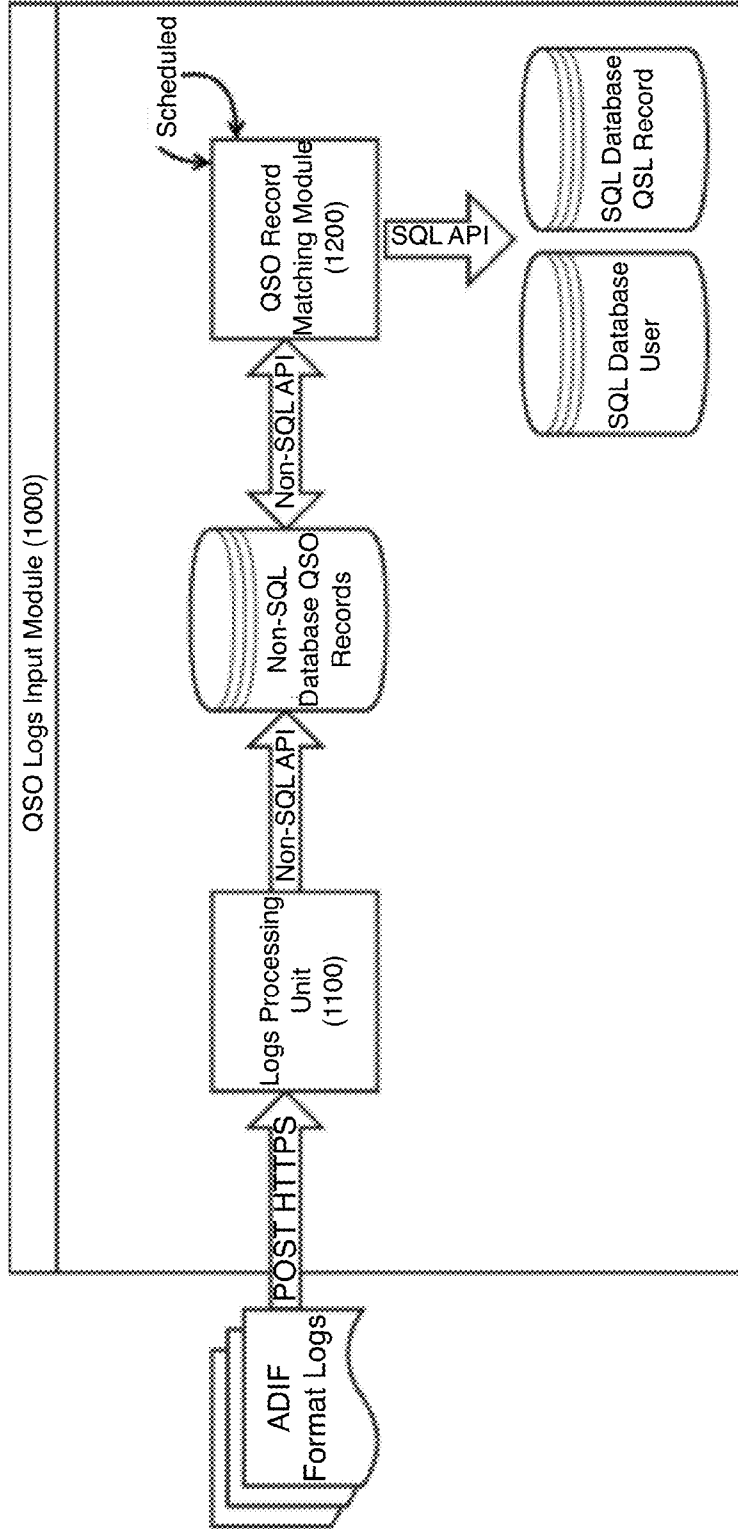 QSO Logs Input Module (1000)
ADIF
Format Logs
POST HTTPS
Logs Processing
Unit
(1100)
Non-SQL API
Non-SQL
Database QSO
Records
Non-SQL API
QSO Record
Matching Module
(1200)
Scheduled
SQL API
SQL Database
User
SQL Database
QSL Record